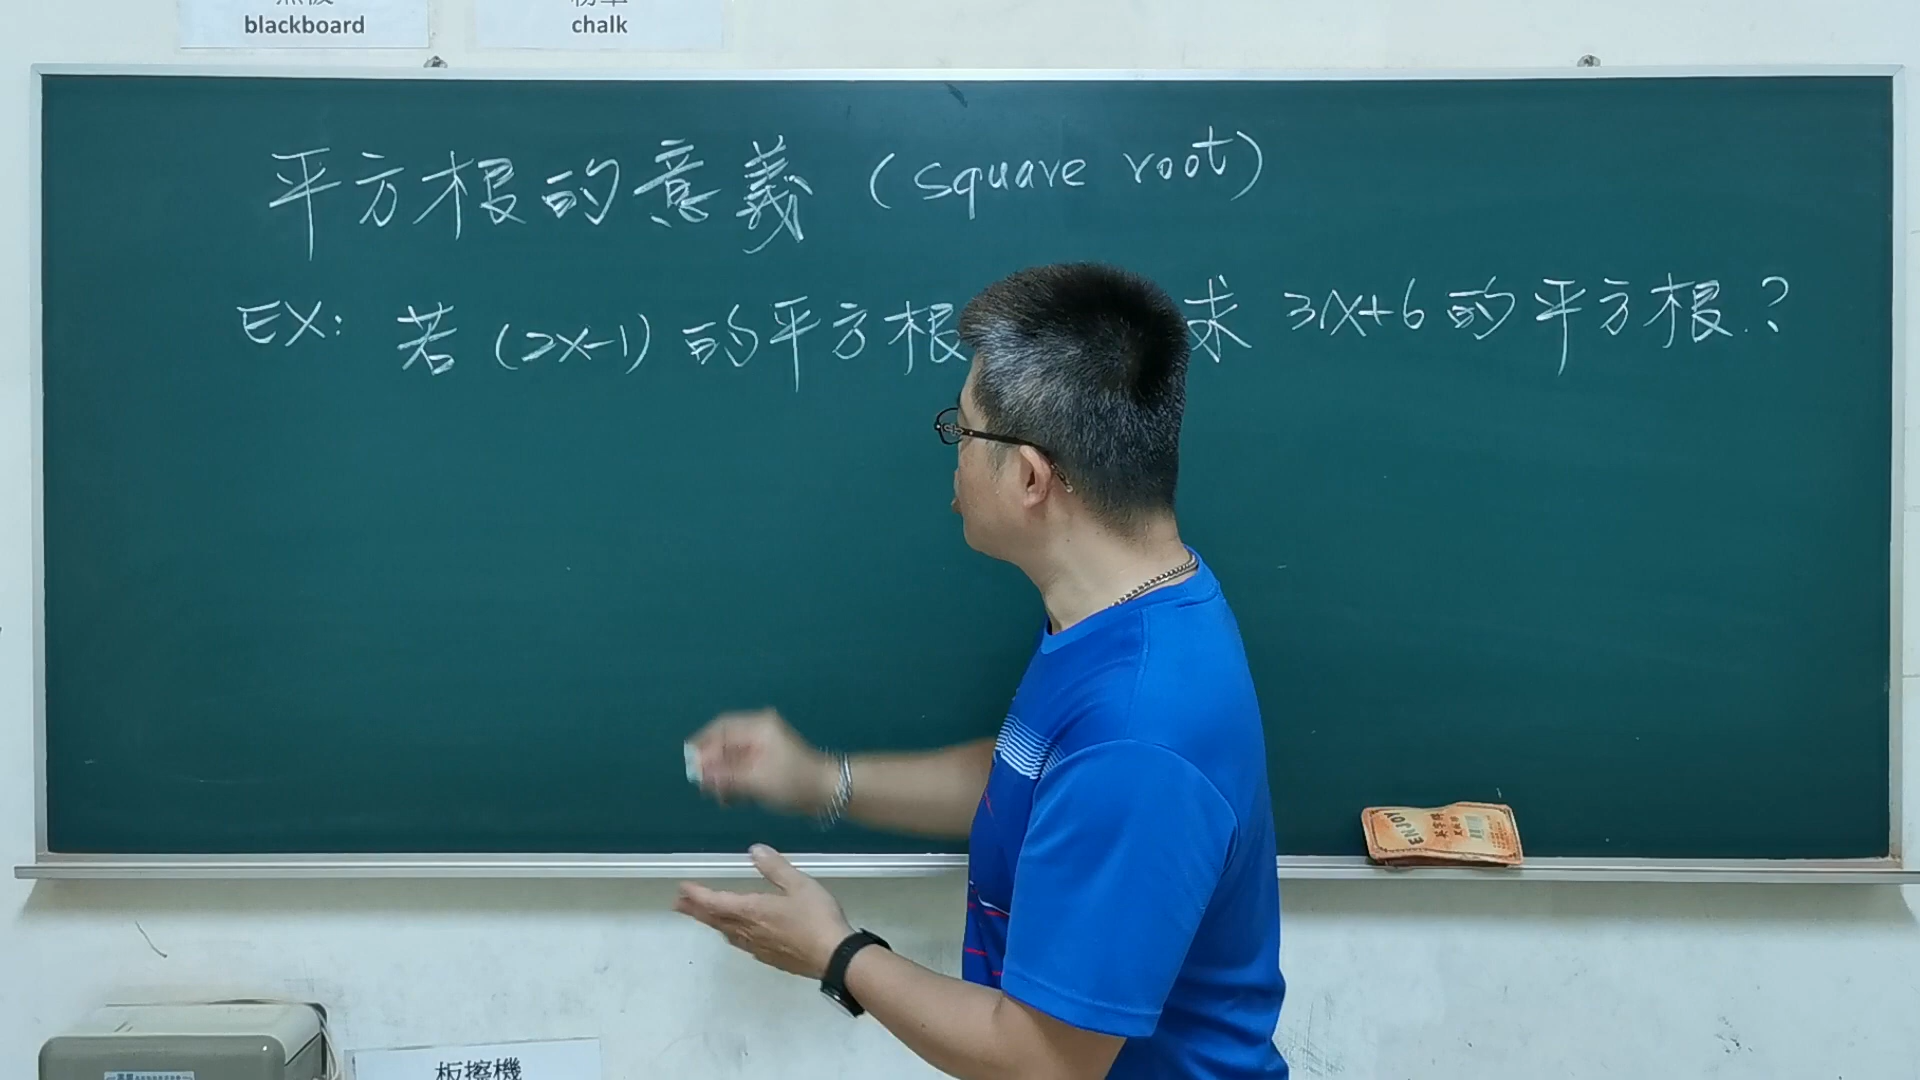 blackboard
chalk
平方根的意義 (square root)
EX: 若 (2x-1) 的平方根 求 3x+6 的平方根?
ENJOY
板擦機